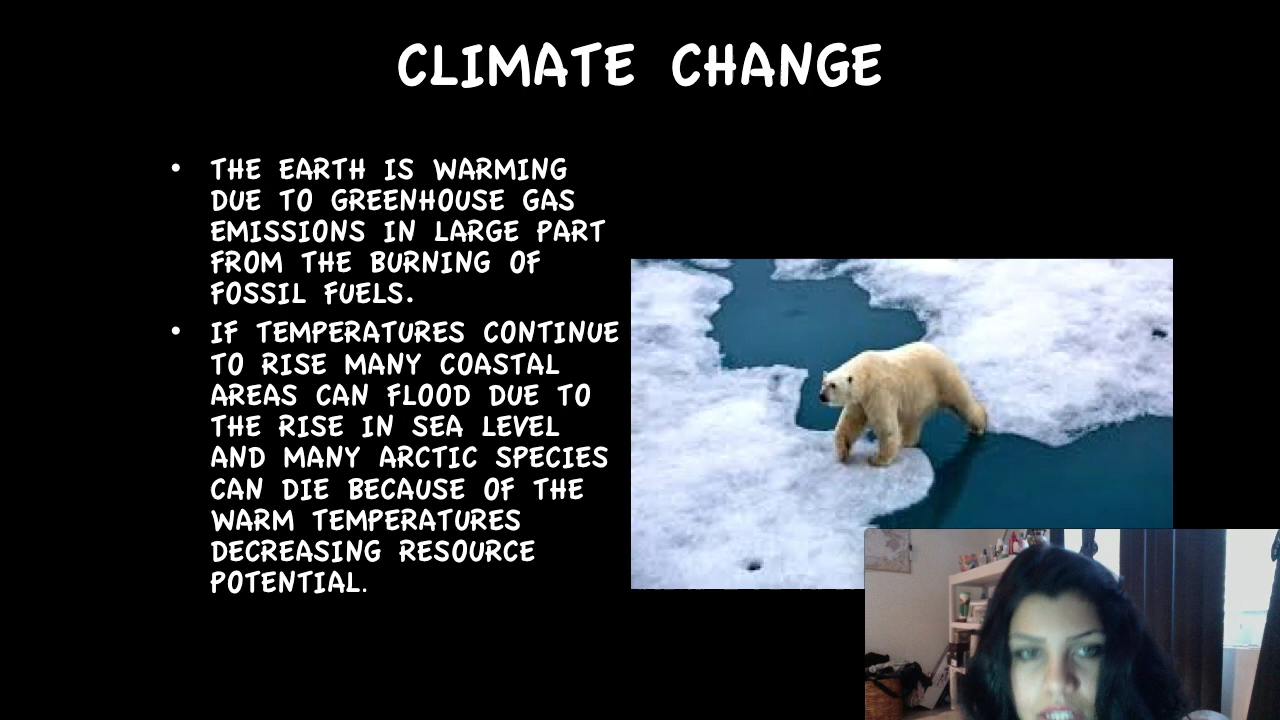 CLIMATE CHANGE
• THE EARTH IS WARMING
DUE TO GREENHOUSE GAS
EMISSIONS IN LARGE PART
FROM THE BURNING OF
FOSSIL FUELS.
• IF TEMPERATURES CONTINUE
TO RISE MANY COASTAL
AREAS CAN FLOOD DUE TO
THE RISE IN SEA LEVEL
AND MANY ARCTIC SPECIES
CAN DIE BECAUSE OF THE
WARM TEMPERATURES
DECREASING RESOURCE
POTENTIAL.